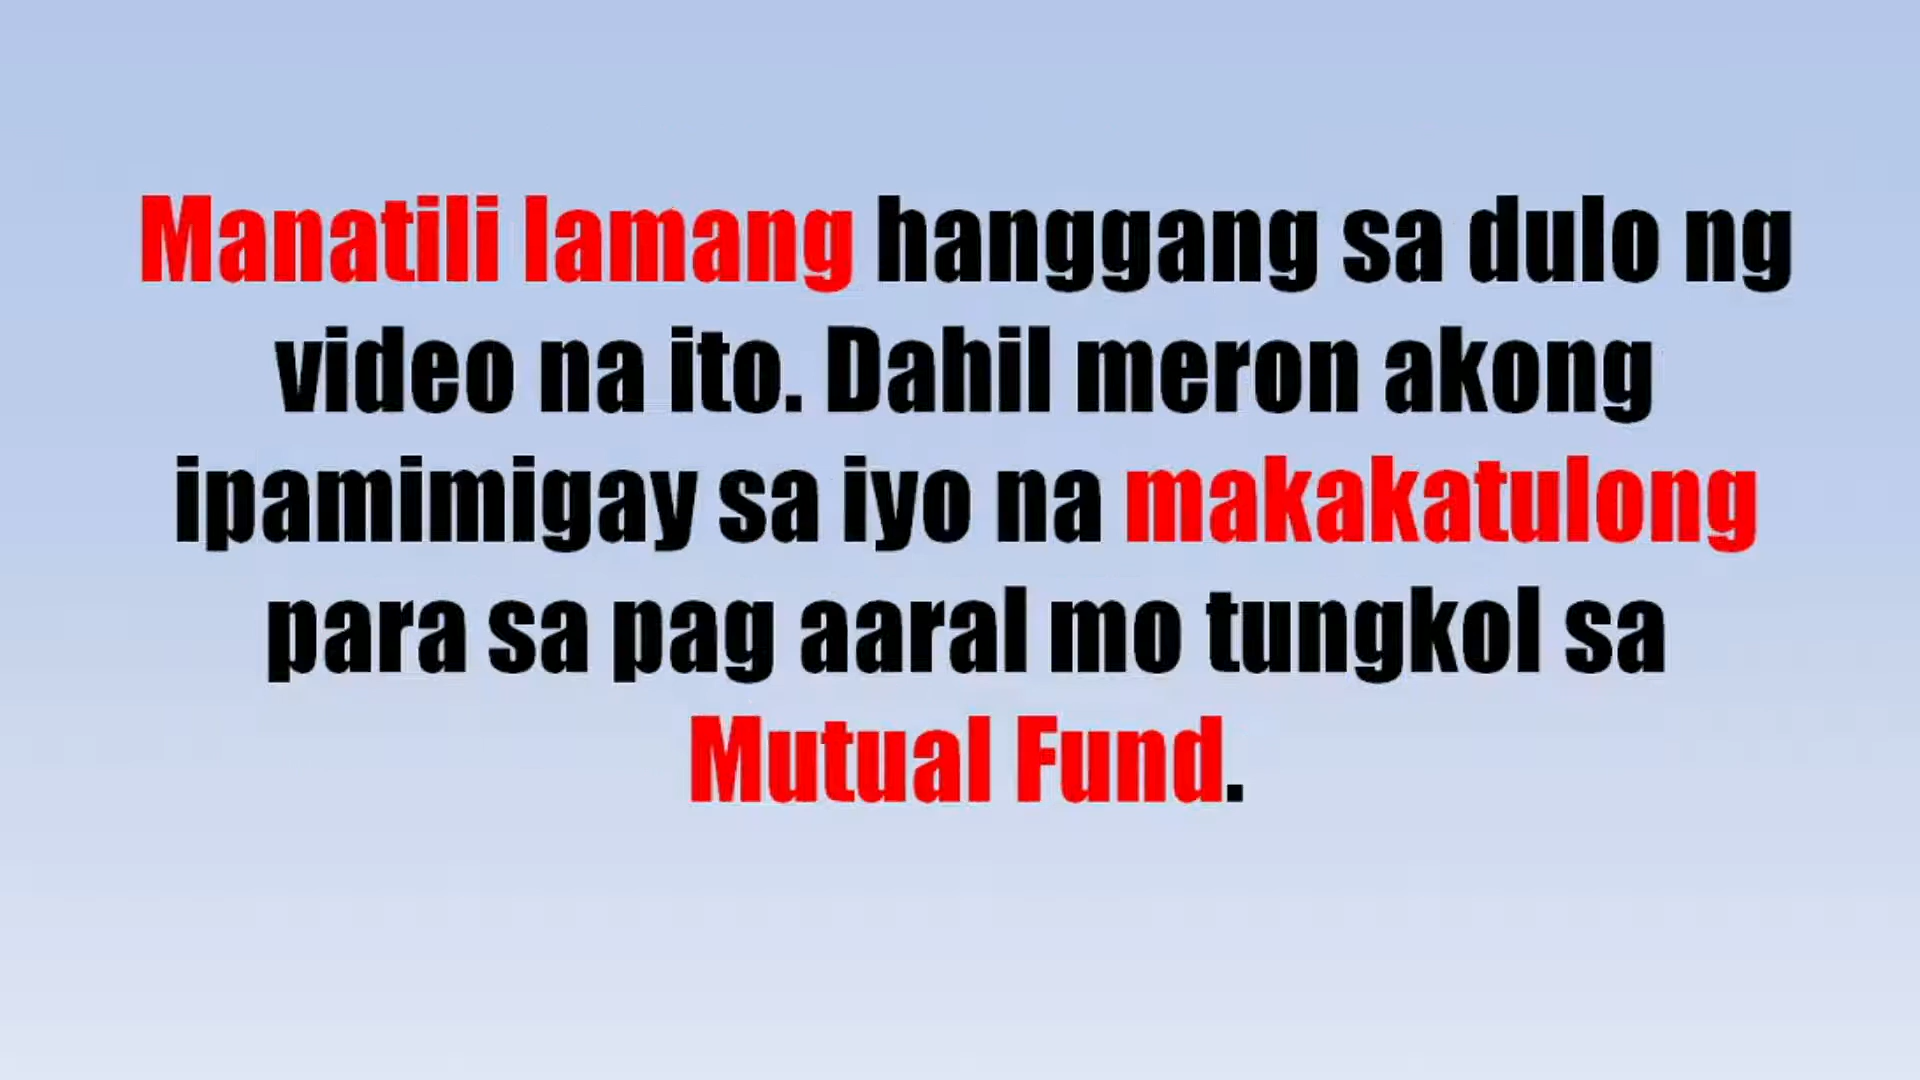 Manatili lamang hanggang sa dulo ng
video na ito. Dahil meron akong
ipamimigay sa iyo na makakatulong
para sa pag aaral mo tungkol sa
Mutual Fund.